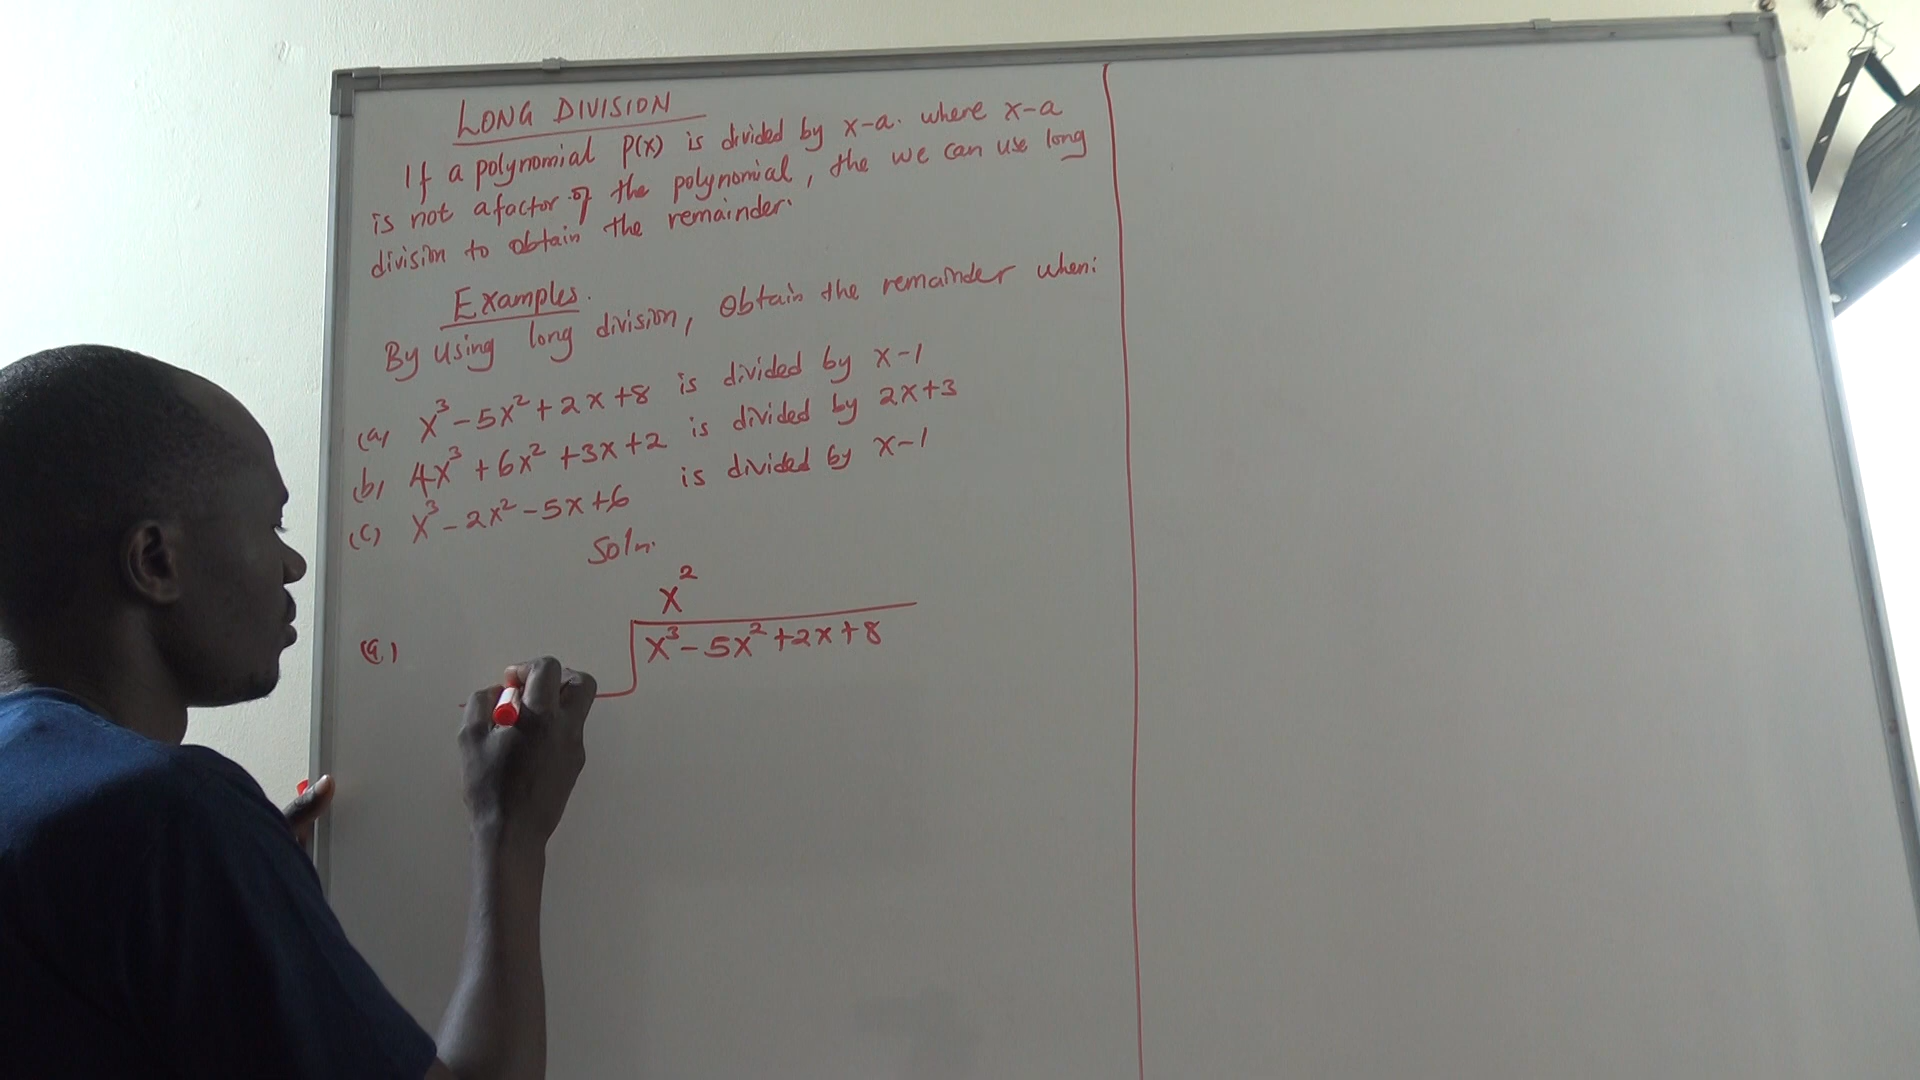 LONG DIVISION
If a polynomial P(x) is divided by x-a. where x-a
is not a factor of the polynomial, the we can use long
division to obtain the remainder.
Examples.
By using long division, obtain the remainder when:
(a) x³-5x²+2x+8 is divided by x-1
(b) 4x³+6x²+3x+2 is divided by 2x+3
(c) x³-2x²-5x+6 is divided by x-1
Soln.
x²
(a) x³-5x²+2x+8